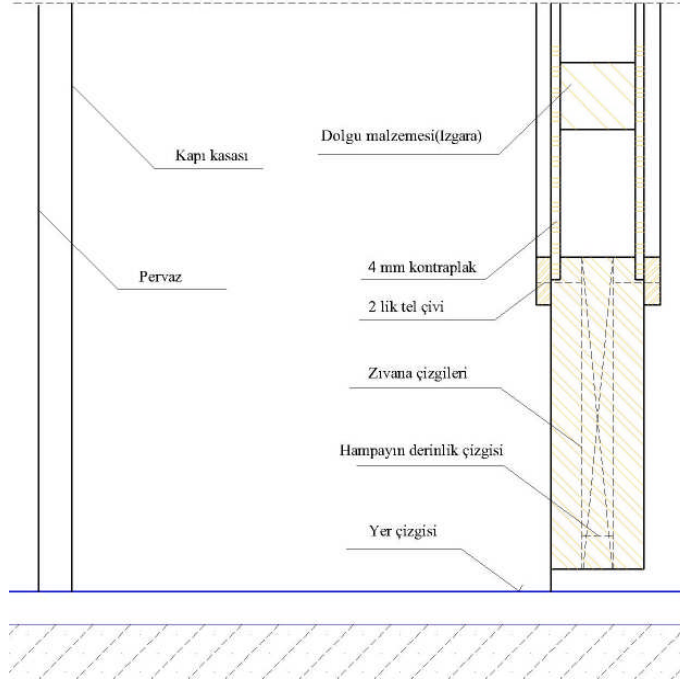 Dolgu malzemesi(Izgara)
Kapı kasası
4 mm kontraplak
Pervaz
2 lik tel çivi
Zıvana çizgileri
Hampayın derinlik çizgisi
Yer çizgisi